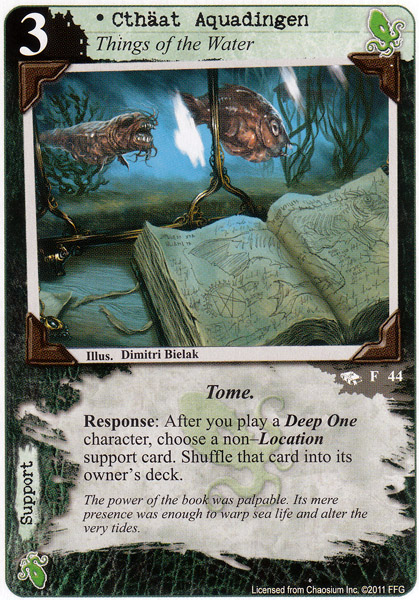 3
• Cthäat Aquadingen
Things of the Water
Illus. Dimitri Bielak
F 44
Tome.
Response: After you play a Deep One
character, choose a non–Location
support card. Shuffle that card into its
owner's deck.
The power of the book was palpable. Its mere
presence was enough to warp sea life and alter the
very tides.
Support
Licensed from Chaosium Inc. ©2011 FFG